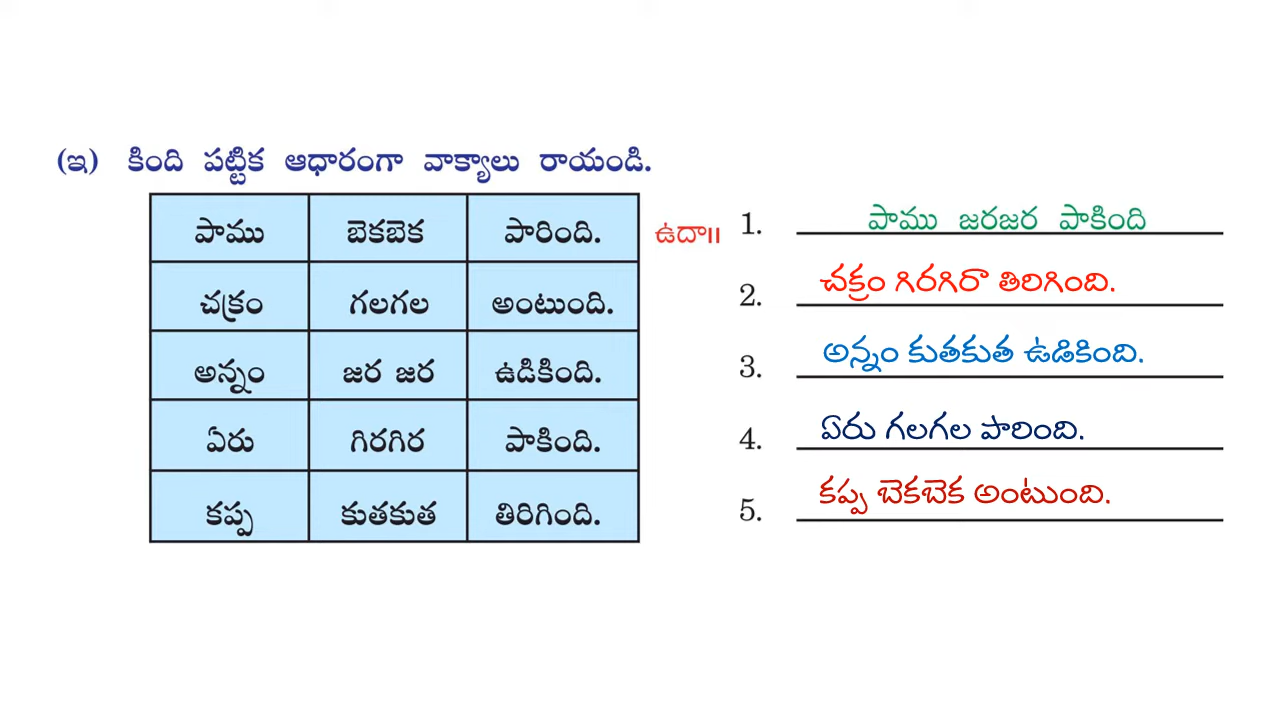 (ఇ) కింది పట్టిక ఆధారంగా వాక్యాలు రాయండి.
పాము బెకబెక పారింది.
చక్రం గలగల అంటుంది.
అన్నం జర జర ఉడికింది.
ఏరు గిరగిర పాకింది.
కప్ప కుతకుత తిరిగింది.
ఉదా॥ 1. పాము జరజర పాకింది
2. చక్రం గిరగిరా తిరిగింది.
3. అన్నం కుతకుత ఉడికింది.
4. ఏరు గలగల పారింది.
5. కప్ప బెకబెక అంటుంది.